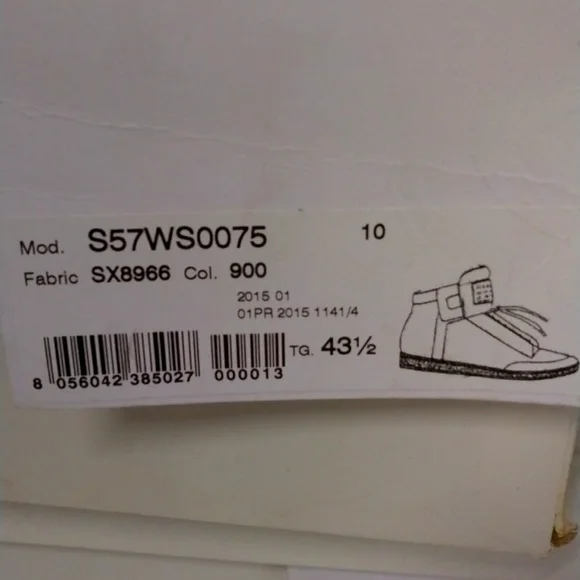 Mod. S57WS0075 10
Fabric SX8966 Col. 900
2015 01
01PR 2015 1141/4
TG. 43½
8 056042 385027 000013